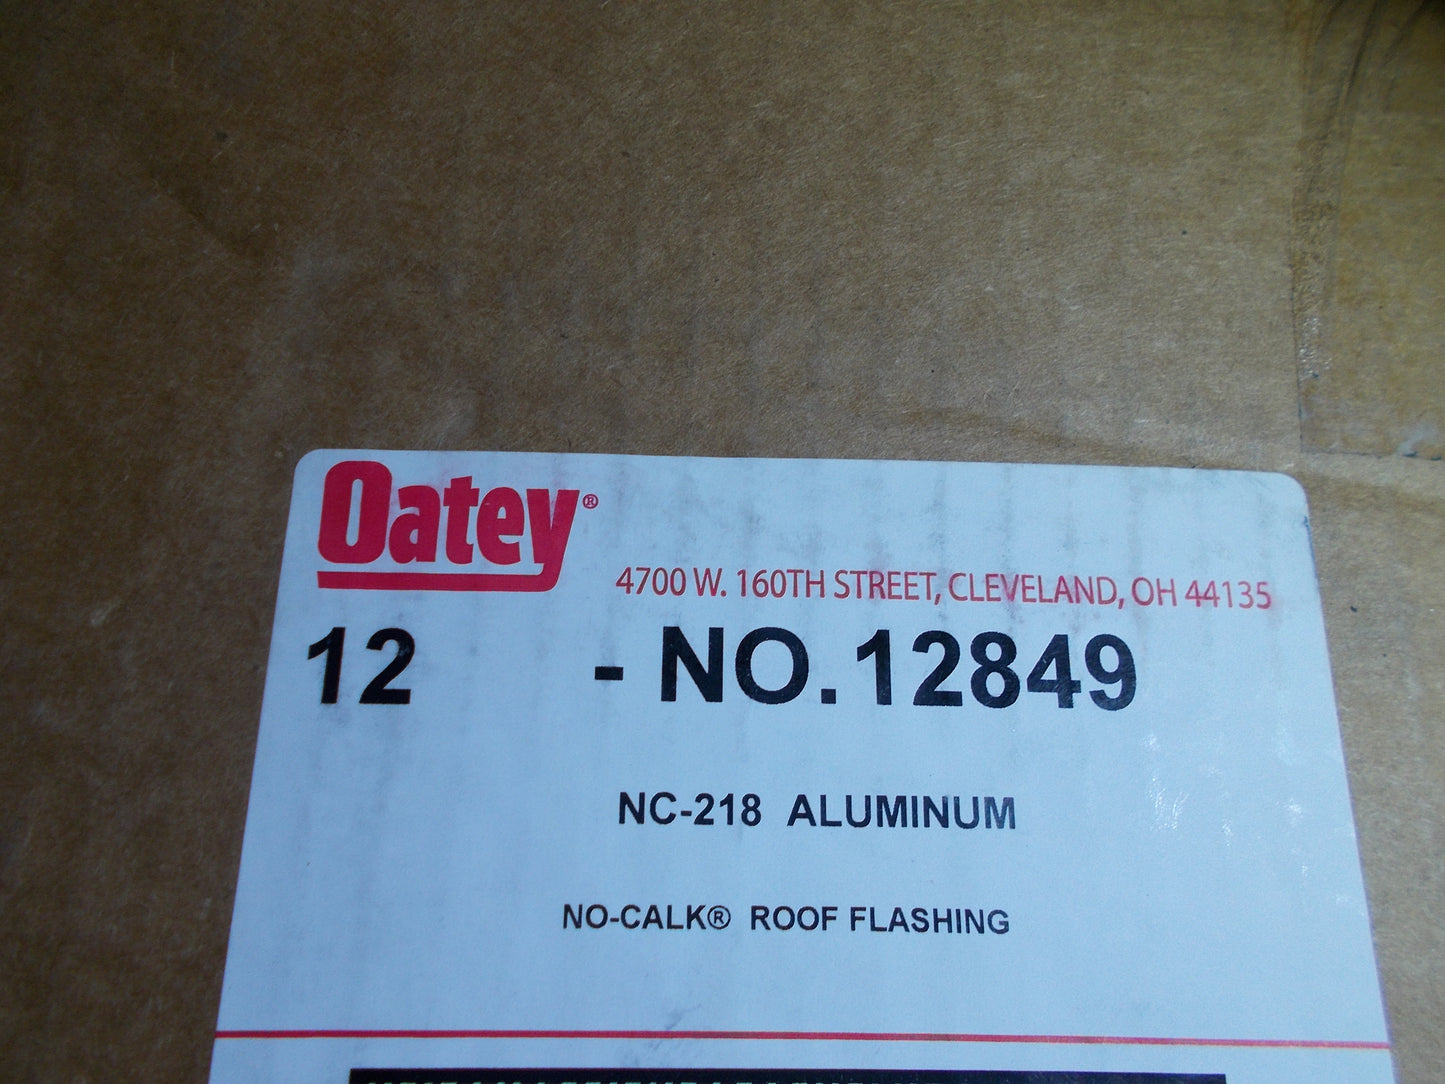 Oatey®
4700 W. 160TH STREET, CLEVELAND, OH 44135
12 - NO. 12849
NC-218 ALUMINUM
NO-CALK® ROOF FLASHING